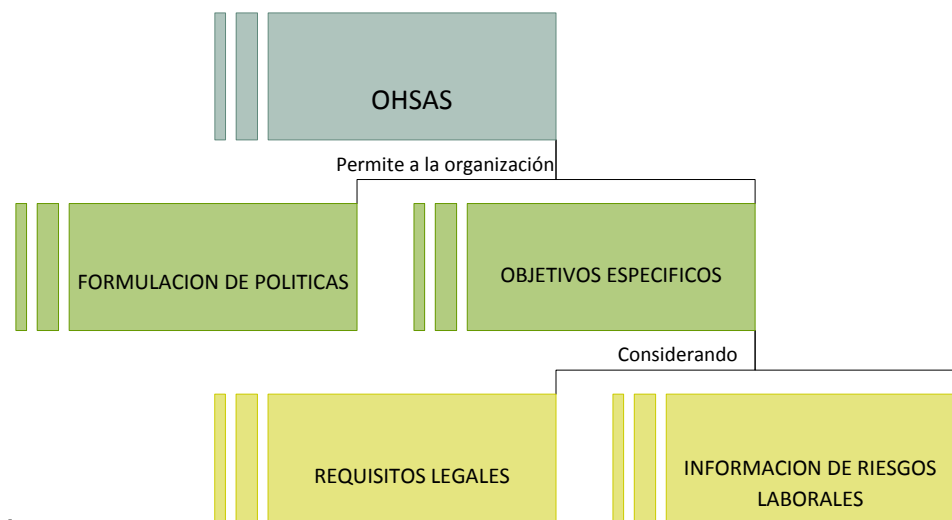 OHSAS
Permite a la organización
FORMULACION DE POLITICAS
OBJETIVOS ESPECIFICOS
Considerando
REQUISITOS LEGALES
INFORMACION DE RIESGOS
LABORALES